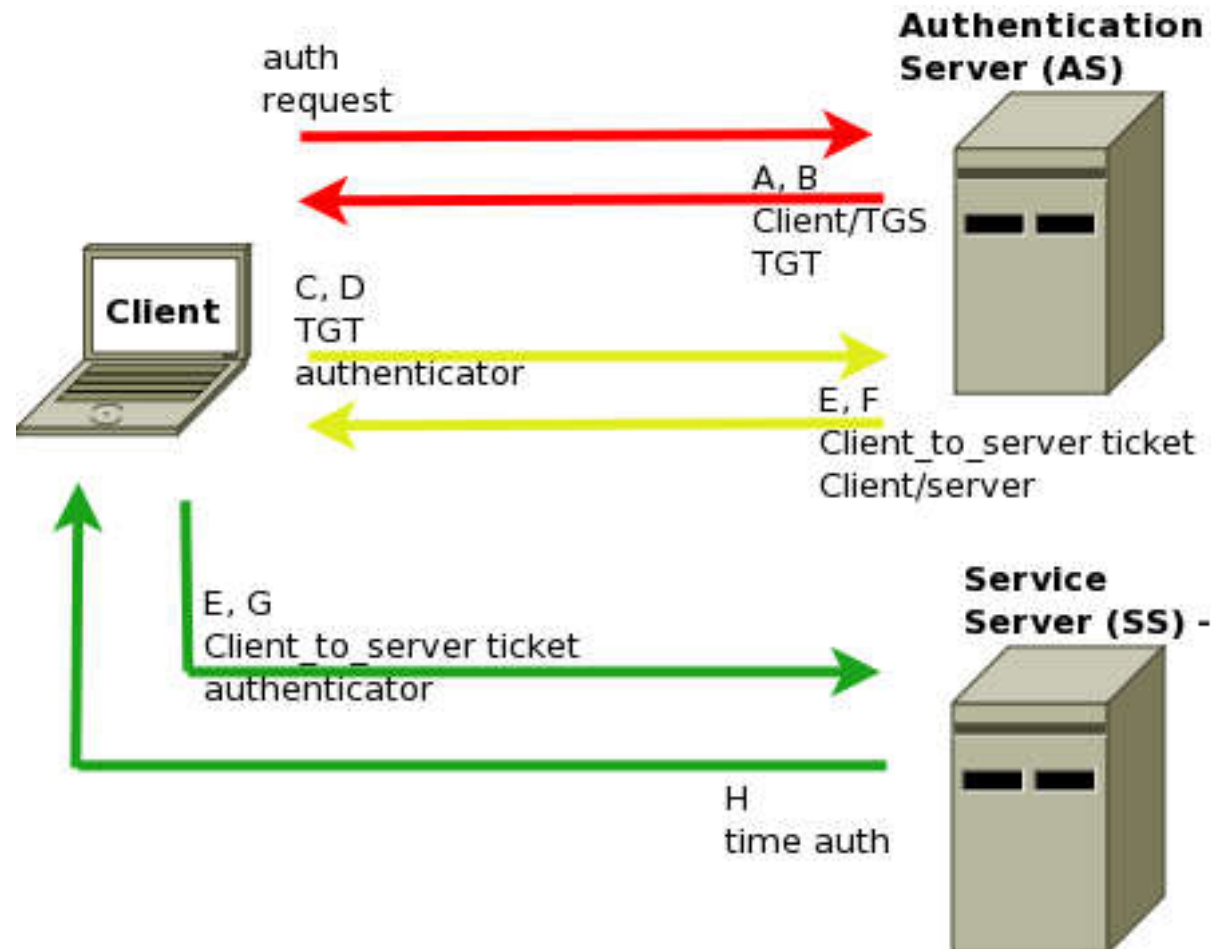 auth
request
Authentication
Server (AS)
A, B
Client/TGS
TGT
Client
C, D
TGT
authenticator
E, F
Client_to_server ticket
Client/server
E, G
Client_to_server ticket
authenticator
Service
Server (SS) -
H
time auth